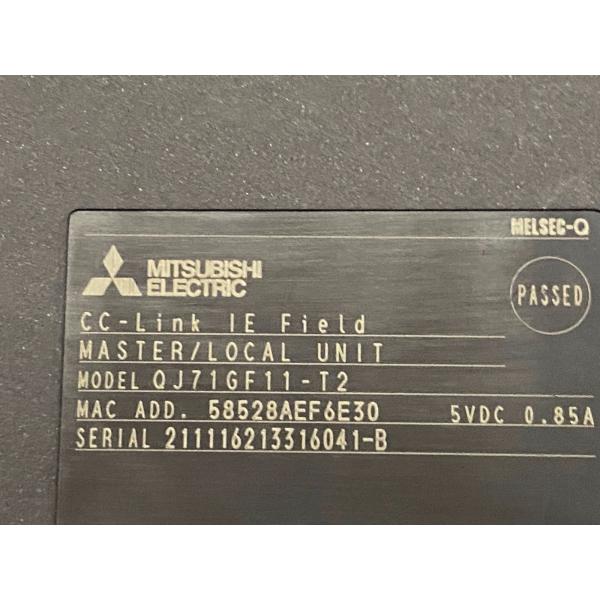 MELSEC-Q
MITSUBISHI
ELECTRIC
PASSED
CC-Link IE Field
MASTER/LOCAL UNIT
MODEL QJ71GF11-T2
MAC ADD. 58528AEF6E30 5VDC 0.85A
SERIAL 211116213316041-B